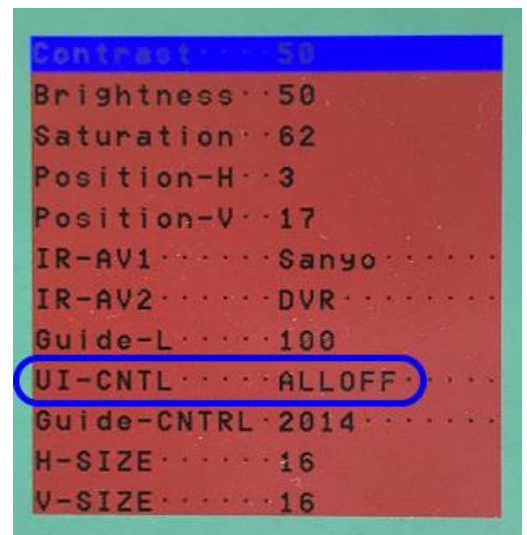 Contrast····50
Brightness··50
Saturation··62
Position-H··3
Position-V··17
IR-AV1······Sanyo······
IR-AV2······DVR········
Guide-L·····100
UI-CNTL·····ALLOFF·····
Guide-CNTRL·2014·······
H-SIZE······16
V-SIZE······16